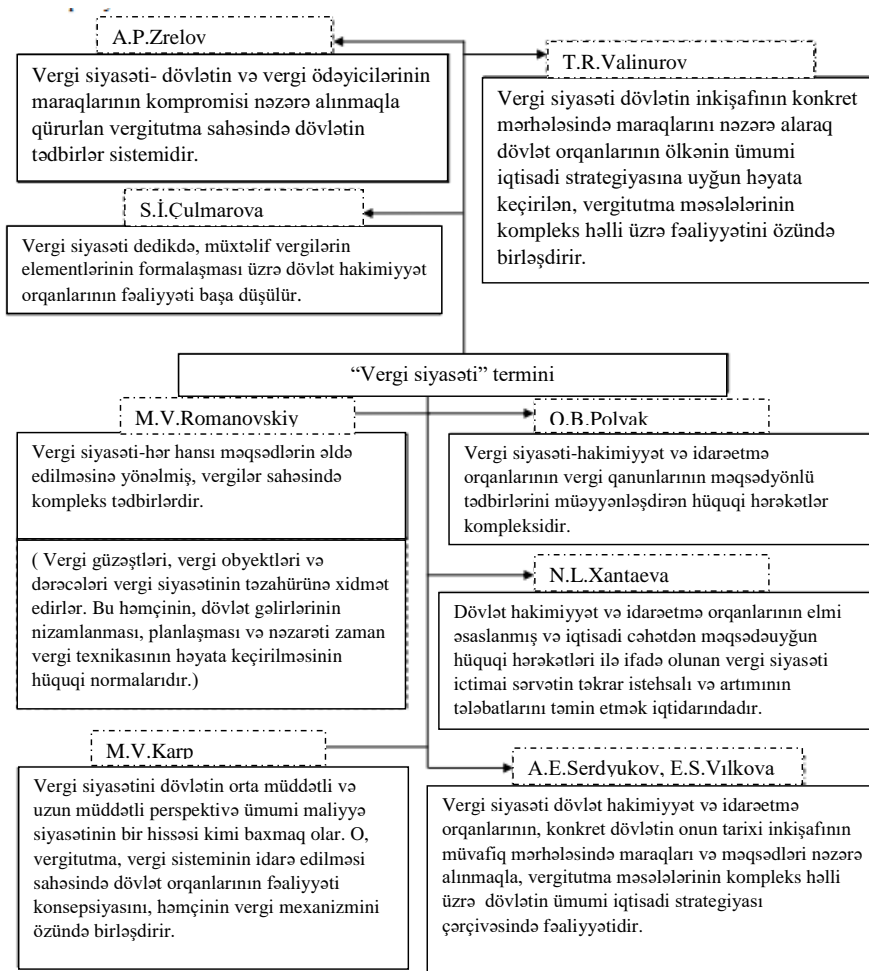 A.P.Zrelov
Vergi siyasəti- dövlətin və vergi ödəyicilərinin
maraqlarının kompromisi nəzərə alınmaqla
qürurlan vergitutma sahəsində dövlətin
tədbirlər sistemidir.
T.R.Valinurov
Vergi siyasəti dövlətin inkişafının konkret
mərhələsində maraqlarını nəzərə alaraq
dövlət orqanlarının ölkənin ümumi
iqtisadi strategiyasına uyğun həyata
keçirilən, vergitutma məsələlərinin
kompleks həlli üzrə fəaliyyətini özündə
birləşdirir.
S.İ.Çulmarova
Vergi siyasəti dedikdə, müxtəlif vergilərin
elementlərinin formalaşması üzrə dövlət hakimiyyət
orqanlarının fəaliyyəti başa düşülür.
“Vergi siyasəti” termini
M.V.Romanovskiy
Vergi siyasəti-hər hansı məqsədlərin əldə
edilməsinə yönəlmiş, vergilər sahəsində
kompleks tədbirlərdir.
( Vergi güzəştləri, vergi obyektləri və
dərəcələri vergi siyasətinin təzahürünə xidmət
edirlər. Bu həmçinin, dövlət gəlirlərinin
nizamlanması, planlaşması və nəzarəti zaman
vergi texnikasının həyata keçirilməsinin
hüquqi normalarıdır.)
O.B.Polyak
Vergi siyasəti-hakimiyyət və idarəetmə
orqanlarının vergi qanunlarının məqsədyönlü
tədbirlərini müəyyənləşdirən hüquqi hərəkətlər
kompleksidir.
N.L.Xantaeva
Dövlət hakimiyyət və idarəetmə orqanlarının elmi
əsaslanmış və iqtisadi cəhətdən məqsədəuyğun
hüquqi hərəkətləri ilə ifadə olunan vergi siyasəti
ictimai sərvətin təkrar istehsalı və artımının
tələbatlarını təmin etmək iqtidarındadır.
M.V.Karp
Vergi siyasətini dövlətin orta müddətli və
uzun müddətli perspektivə ümumi maliyyə
siyasətinin bir hissəsi kimi baxmaq olar. O,
vergitutma, vergi sisteminin idarə edilməsi
sahəsində dövlət orqanlarının fəaliyyəti
konsepsiyasını, həmçinin vergi mexanizmini
özündə birləşdirir.
A.E.Serdyukov, E.S.Vılkova
Vergi siyasəti dövlət hakimiyyət və idarəetmə
orqanlarının, konkret dövlətin onun tarixi inkişafının
müvafiq mərhələsində maraqları və məqsədləri nəzərə
alınmaqla, vergitutma məsələlərinin kompleks həlli
üzrə dövlətin ümumi iqtisadi strategiyası
çərçivəsində fəaliyyətidir.